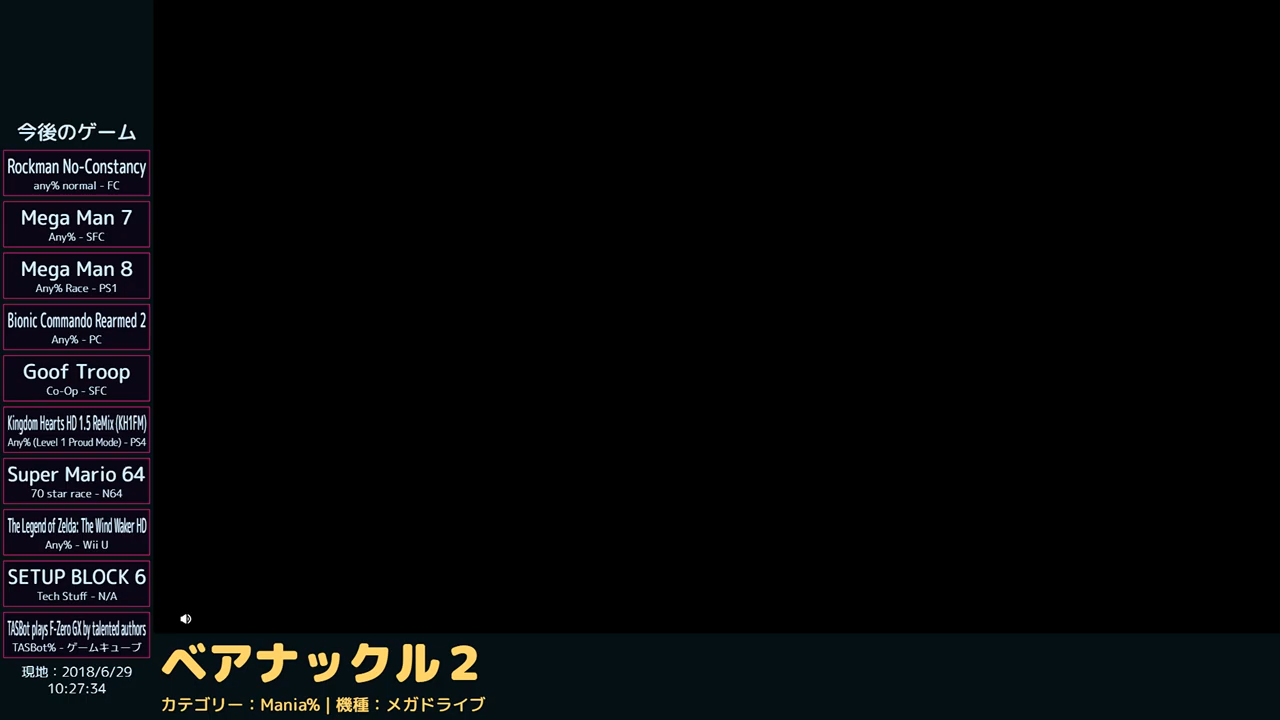 今後のゲーム
Rockman No-Constancy
any% normal - FC
Mega Man 7
Any% - SFC
Mega Man 8
Any% Race - PS1
Bionic Commando Rearmed 2
Any% - PC
Goof Troop
Co-Op - SFC
Kingdom Hearts HD 1.5 ReMix (KH1FM)
Any% (Level 1 Proud Mode) - PS4
Super Mario 64
70 star race - N64
The Legend of Zelda: The Wind Waker HD
Any% - Wii U
SETUP BLOCK 6
Tech Stuff - N/A
TASBot plays F-Zero GX by talented authors
TASBot% - ゲームキューブ
現地：2018/6/29
10:27:34
ベアナックル２
カテゴリー：Mania% | 機種：メガドライブ